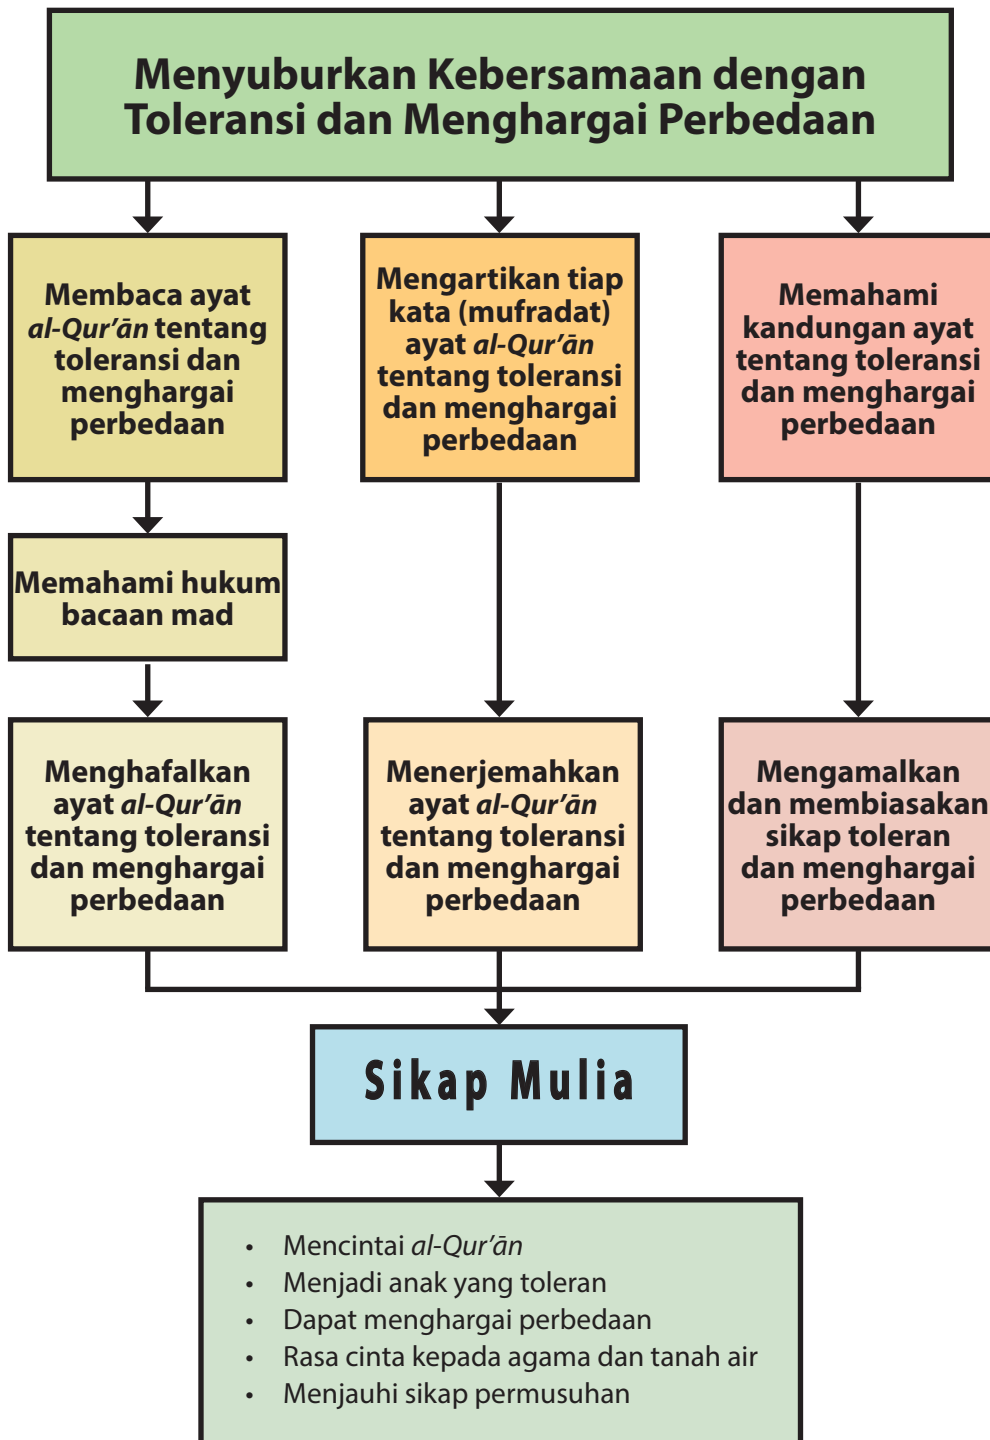 Menyuburkan Kebersamaan dengan
Toleransi dan Menghargai Perbedaan
Membaca ayat
al-Qur’ān tentang
toleransi dan
menghargai
perbedaan
Mengartikan tiap
kata (mufradat)
ayat al-Qur’ān
tentang toleransi
dan menghargai
perbedaan
Memahami
kandungan ayat
tentang toleransi
dan menghargai
perbedaan
Memahami hukum
bacaan mad
Menghafalkan
ayat al-Qur’ān
tentang toleransi
dan menghargai
perbedaan
Menerjemahkan
ayat al-Qur’ān
tentang toleransi
dan menghargai
perbedaan
Mengamalkan
dan membiasakan
sikap toleran
dan menghargai
perbedaan
Sikap Mulia
• Mencintai al-Qur’ān
• Menjadi anak yang toleran
• Dapat menghargai perbedaan
• Rasa cinta kepada agama dan tanah air
• Menjauhi sikap permusuhan